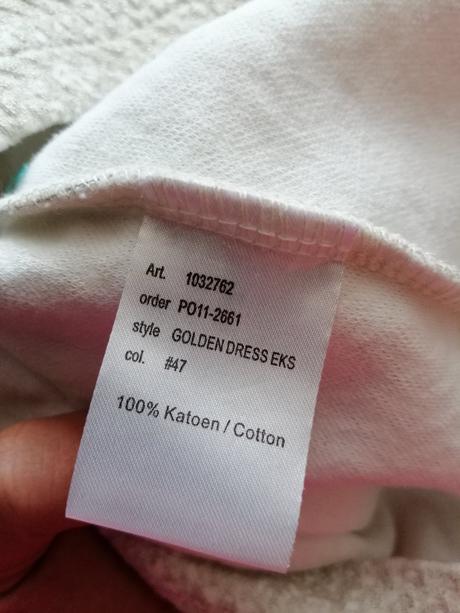 Art. 1032762
order PO11-2661
style GOLDEN DRESS EKS
col. #47
100% Katoen / Cotton